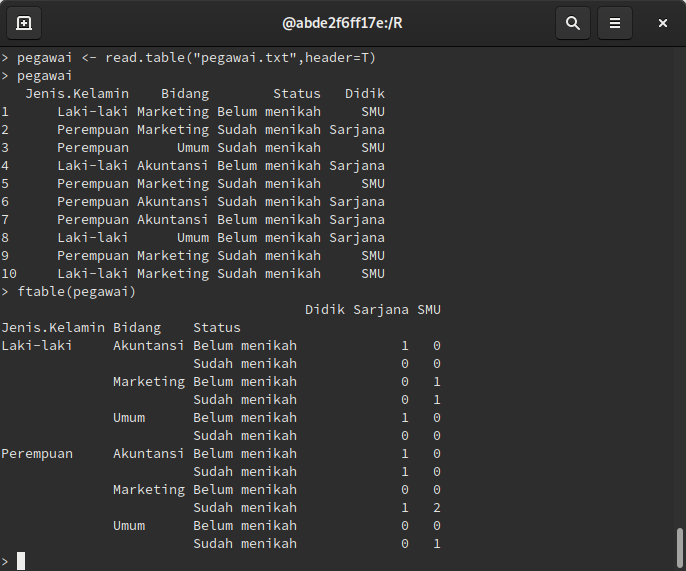 @abde2f6ff17e:/R
> pegawai <- read.table("pegawai.txt",header=T)
> pegawai
   Jenis.Kelamin    Bidang        Status   Didik
1      Laki-laki Marketing Belum menikah     SMU
2      Perempuan Marketing Sudah menikah Sarjana
3      Perempuan      Umum Sudah menikah     SMU
4      Laki-laki Akuntansi Belum menikah Sarjana
5      Perempuan Marketing Sudah menikah     SMU
6      Perempuan Akuntansi Sudah menikah Sarjana
7      Perempuan Akuntansi Belum menikah Sarjana
8      Laki-laki      Umum Belum menikah Sarjana
9      Perempuan Marketing Sudah menikah     SMU
10     Laki-laki Marketing Sudah menikah     SMU
> ftable(pegawai)
                                      Didik Sarjana SMU
Jenis.Kelamin Bidang    Status
Laki-laki     Akuntansi Belum menikah             1   0
                        Sudah menikah             0   0
              Marketing Belum menikah             0   1
                        Sudah menikah             0   1
              Umum      Belum menikah             1   0
                        Sudah menikah             0   0
Perempuan     Akuntansi Belum menikah             1   0
                        Sudah menikah             1   0
              Marketing Belum menikah             0   0
                        Sudah menikah             1   2
              Umum      Belum menikah             0   0
                        Sudah menikah             0   1
>